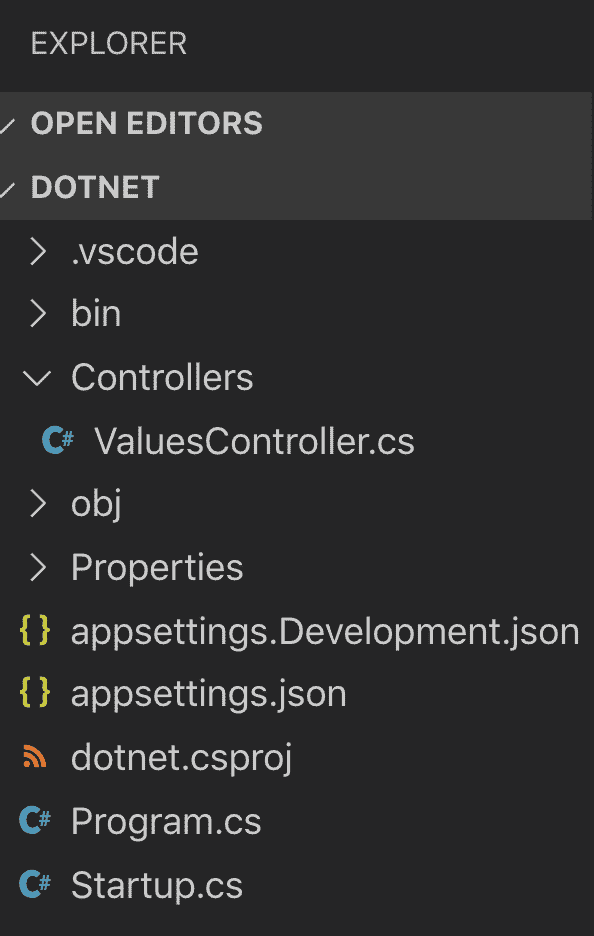 EXPLORER
OPEN EDITORS
DOTNET
.vscode
bin
Controllers
C# ValuesController.cs
obj
Properties
{ } appsettings.Development.json
{ } appsettings.json
dotnet.csproj
C# Program.cs
C# Startup.cs